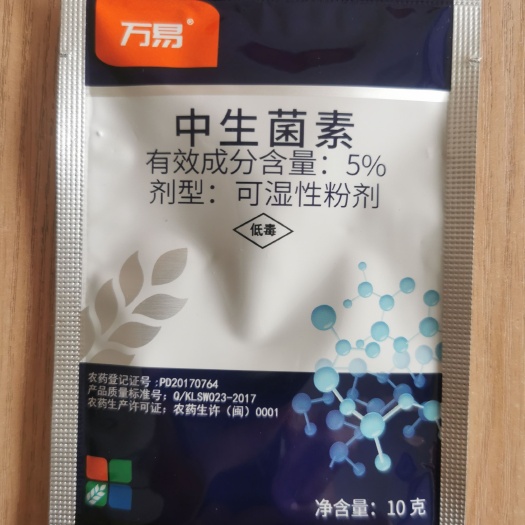 万易®
中生菌素
有效成分含量：5%
剂型：可湿性粉剂
低毒
农药登记证号:PD20170764
产品质量标准号：Q/KLSW023-2017
农药生产许可证：农药生许（闽）0001
净含量：10克